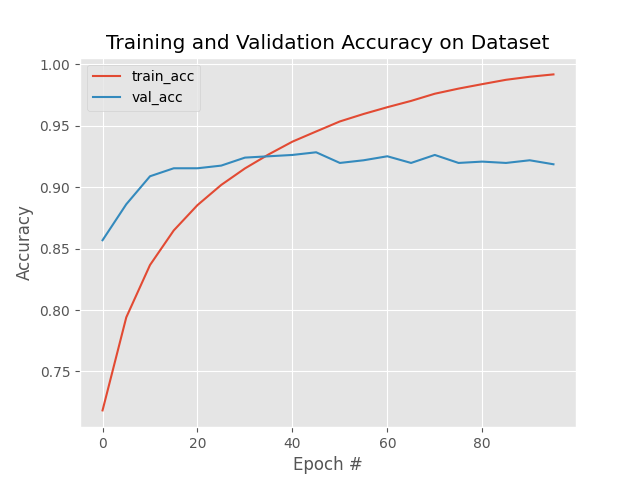 Training and Validation Accuracy on Dataset
train_acc
val_acc
1.00
0.95
0.90
0.85
0.80
0.75
Accuracy
0 20 40 60 80
Epoch #